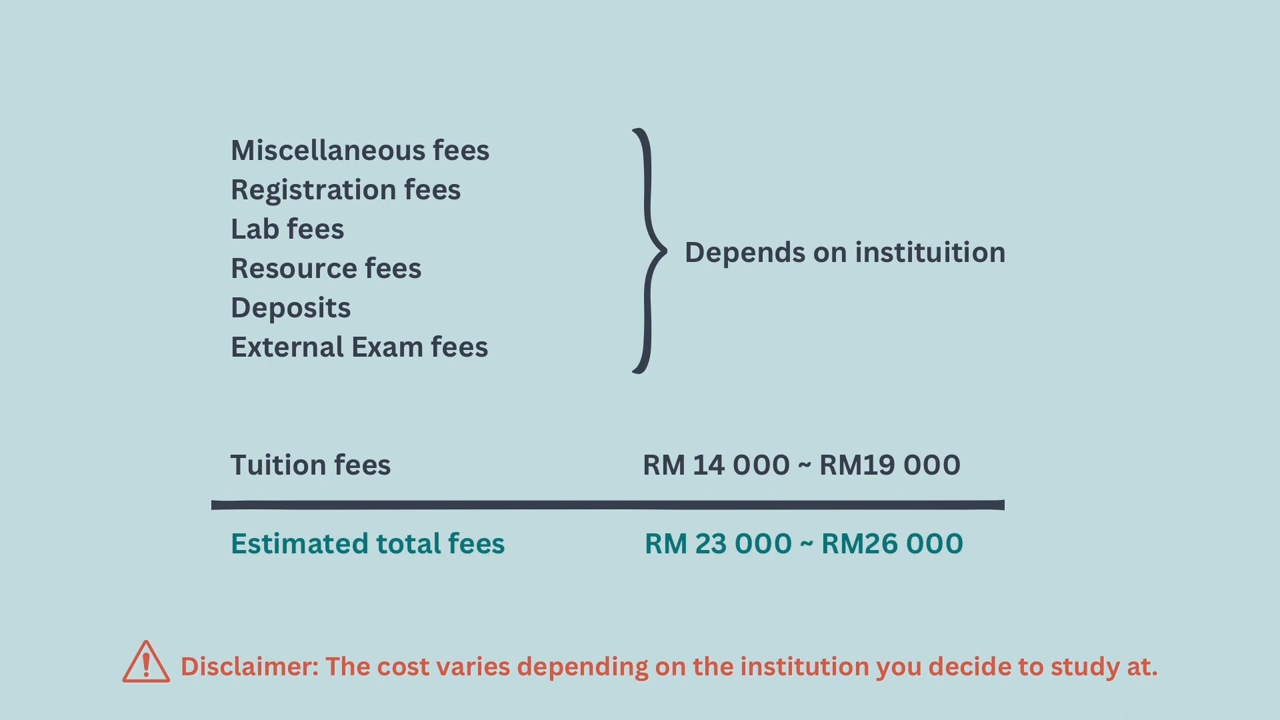 Miscellaneous fees
Registration fees
Lab fees
Resource fees
Deposits
External Exam fees
Depends on instituition
Tuition fees RM 14 000 ~ RM19 000
Estimated total fees RM 23 000 ~ RM26 000
Disclaimer: The cost varies depending on the institution you decide to study at.